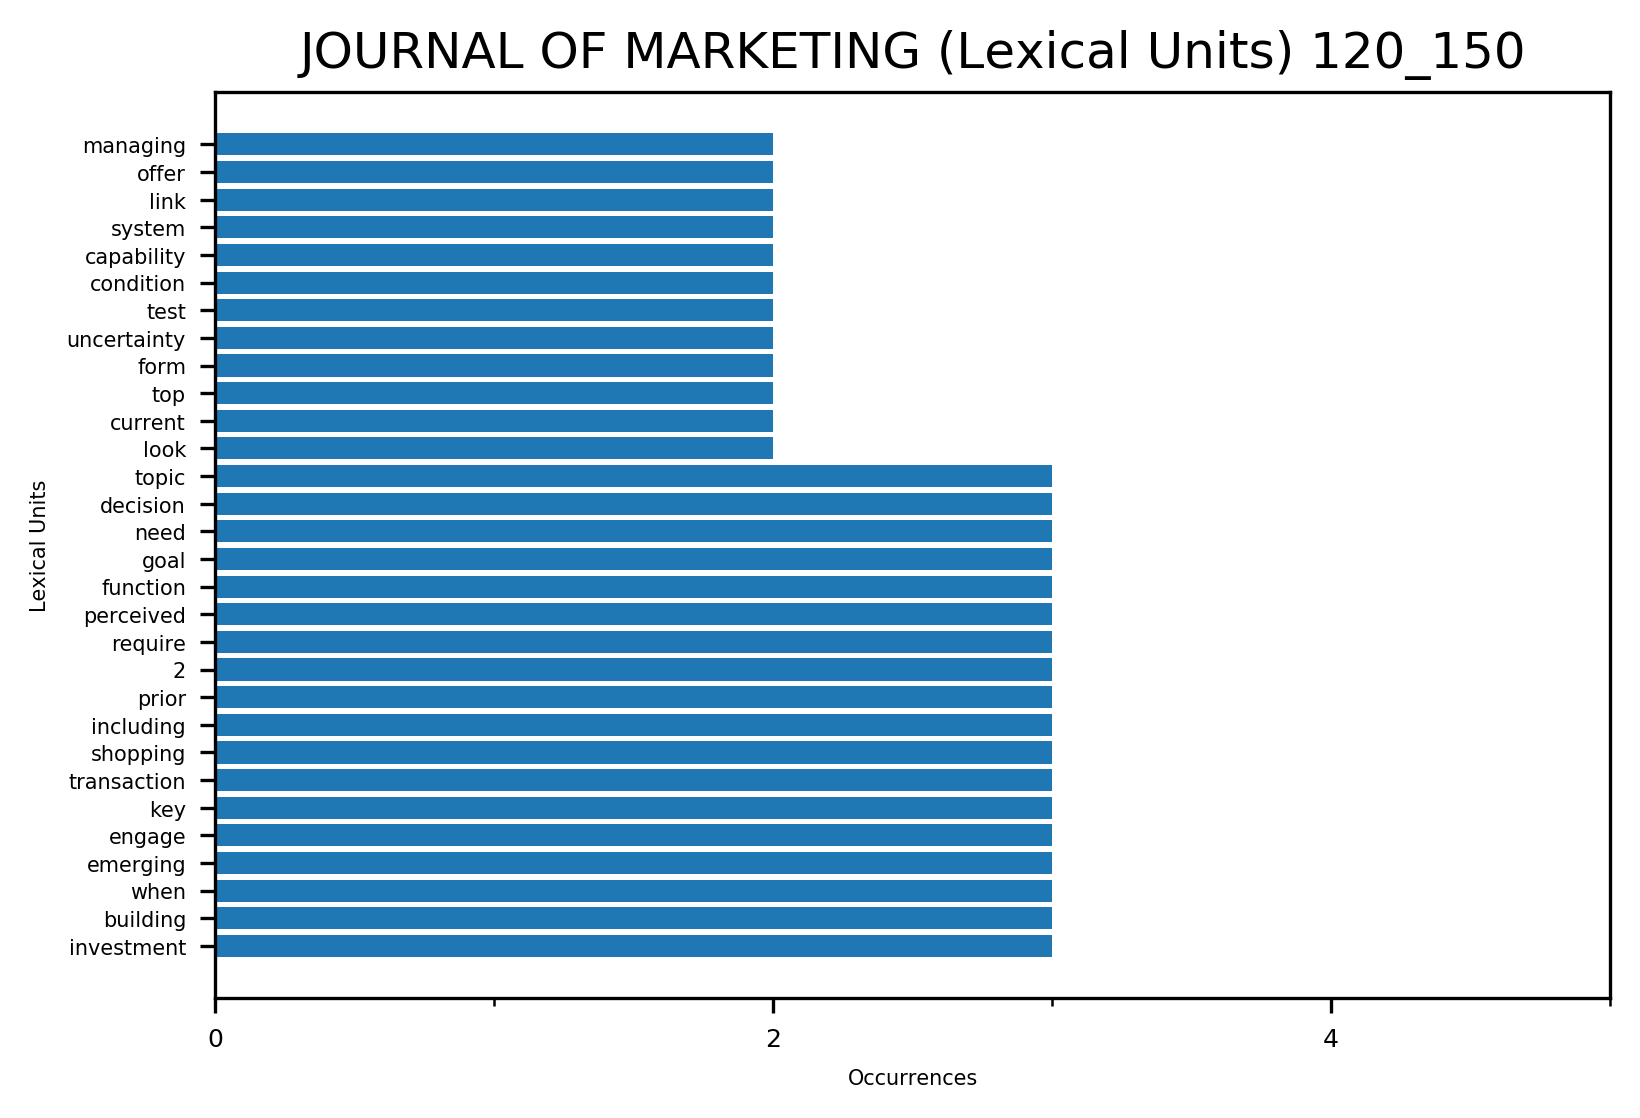 JOURNAL OF MARKETING (Lexical Units) 120_150
managing
offer
link
system
capability
condition
test
uncertainty
form
top
current
look
topic
decision
need
goal
function
perceived
require
2
prior
including
shopping
transaction
key
engage
emerging
when
building
investment
Lexical Units
0 2 4
Occurrences